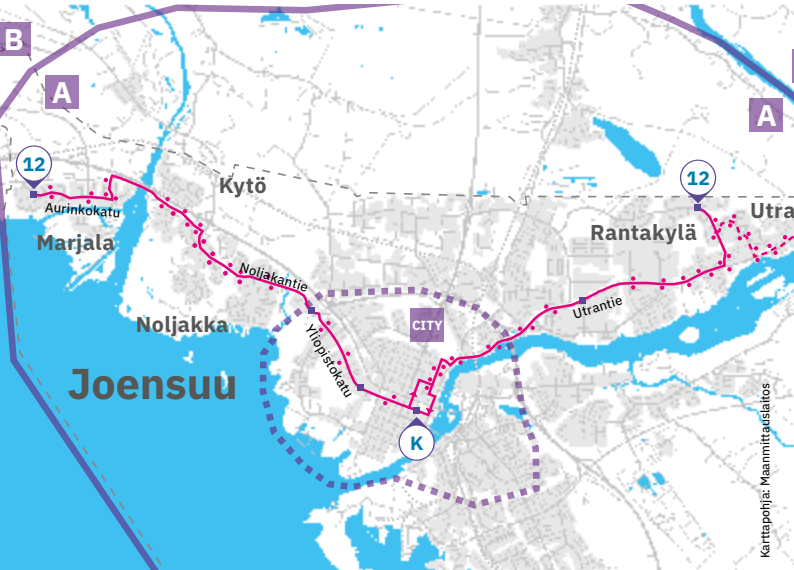 B
A
A
12
12
Kytö
Utra
Aurinkokatu
Rantakylä
Marjala
Noljakantie
Utrantie
Noljakka
CITY
Yliopistokatu
Joensuu
K
Karttapohja: Maanmittauslaitos